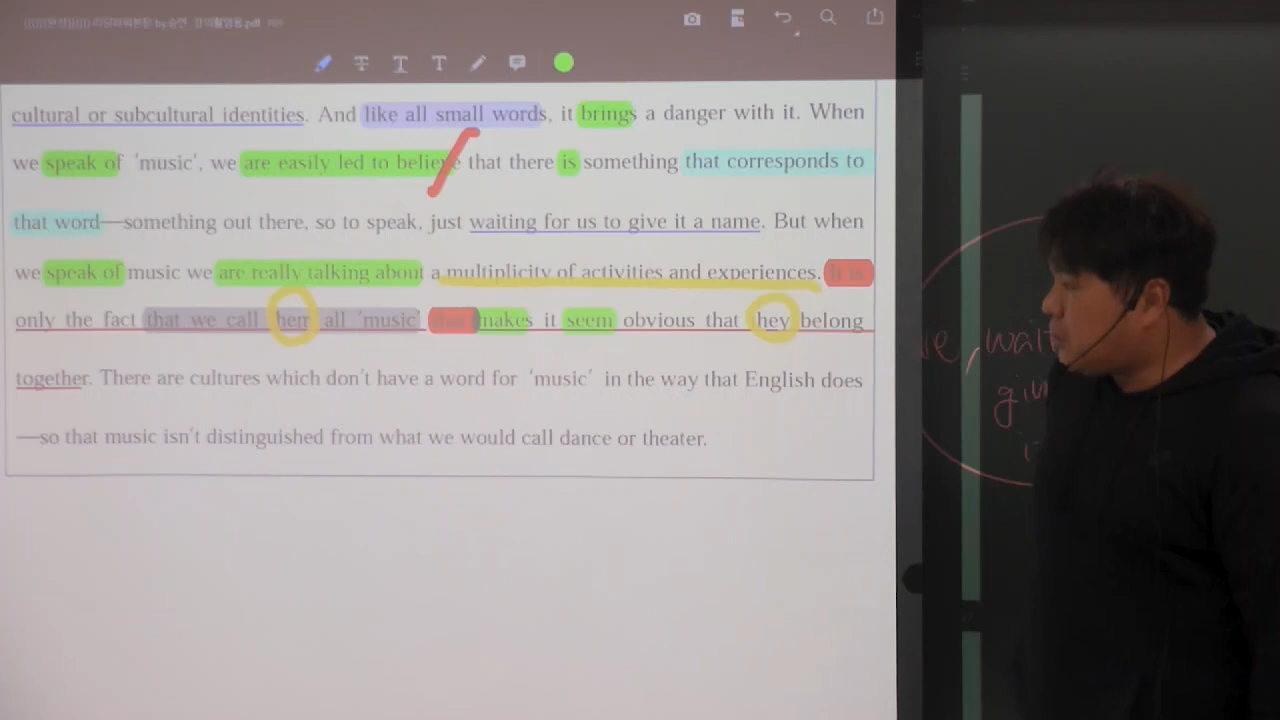 cultural or subcultural identities. And like all small words, it brings a danger with it. When
we speak of 'music', we are easily led to believe that there is something that corresponds to
that word—something out there, so to speak, just waiting for us to give it a name. But when
we speak of music we are really talking about a multiplicity of activities and experiences. It is
only the fact that we call them all 'music' that makes it seem obvious that they belong
together. There are cultures which don't have a word for 'music' in the way that English does
—so that music isn't distinguished from what we would call dance or theater.
wait